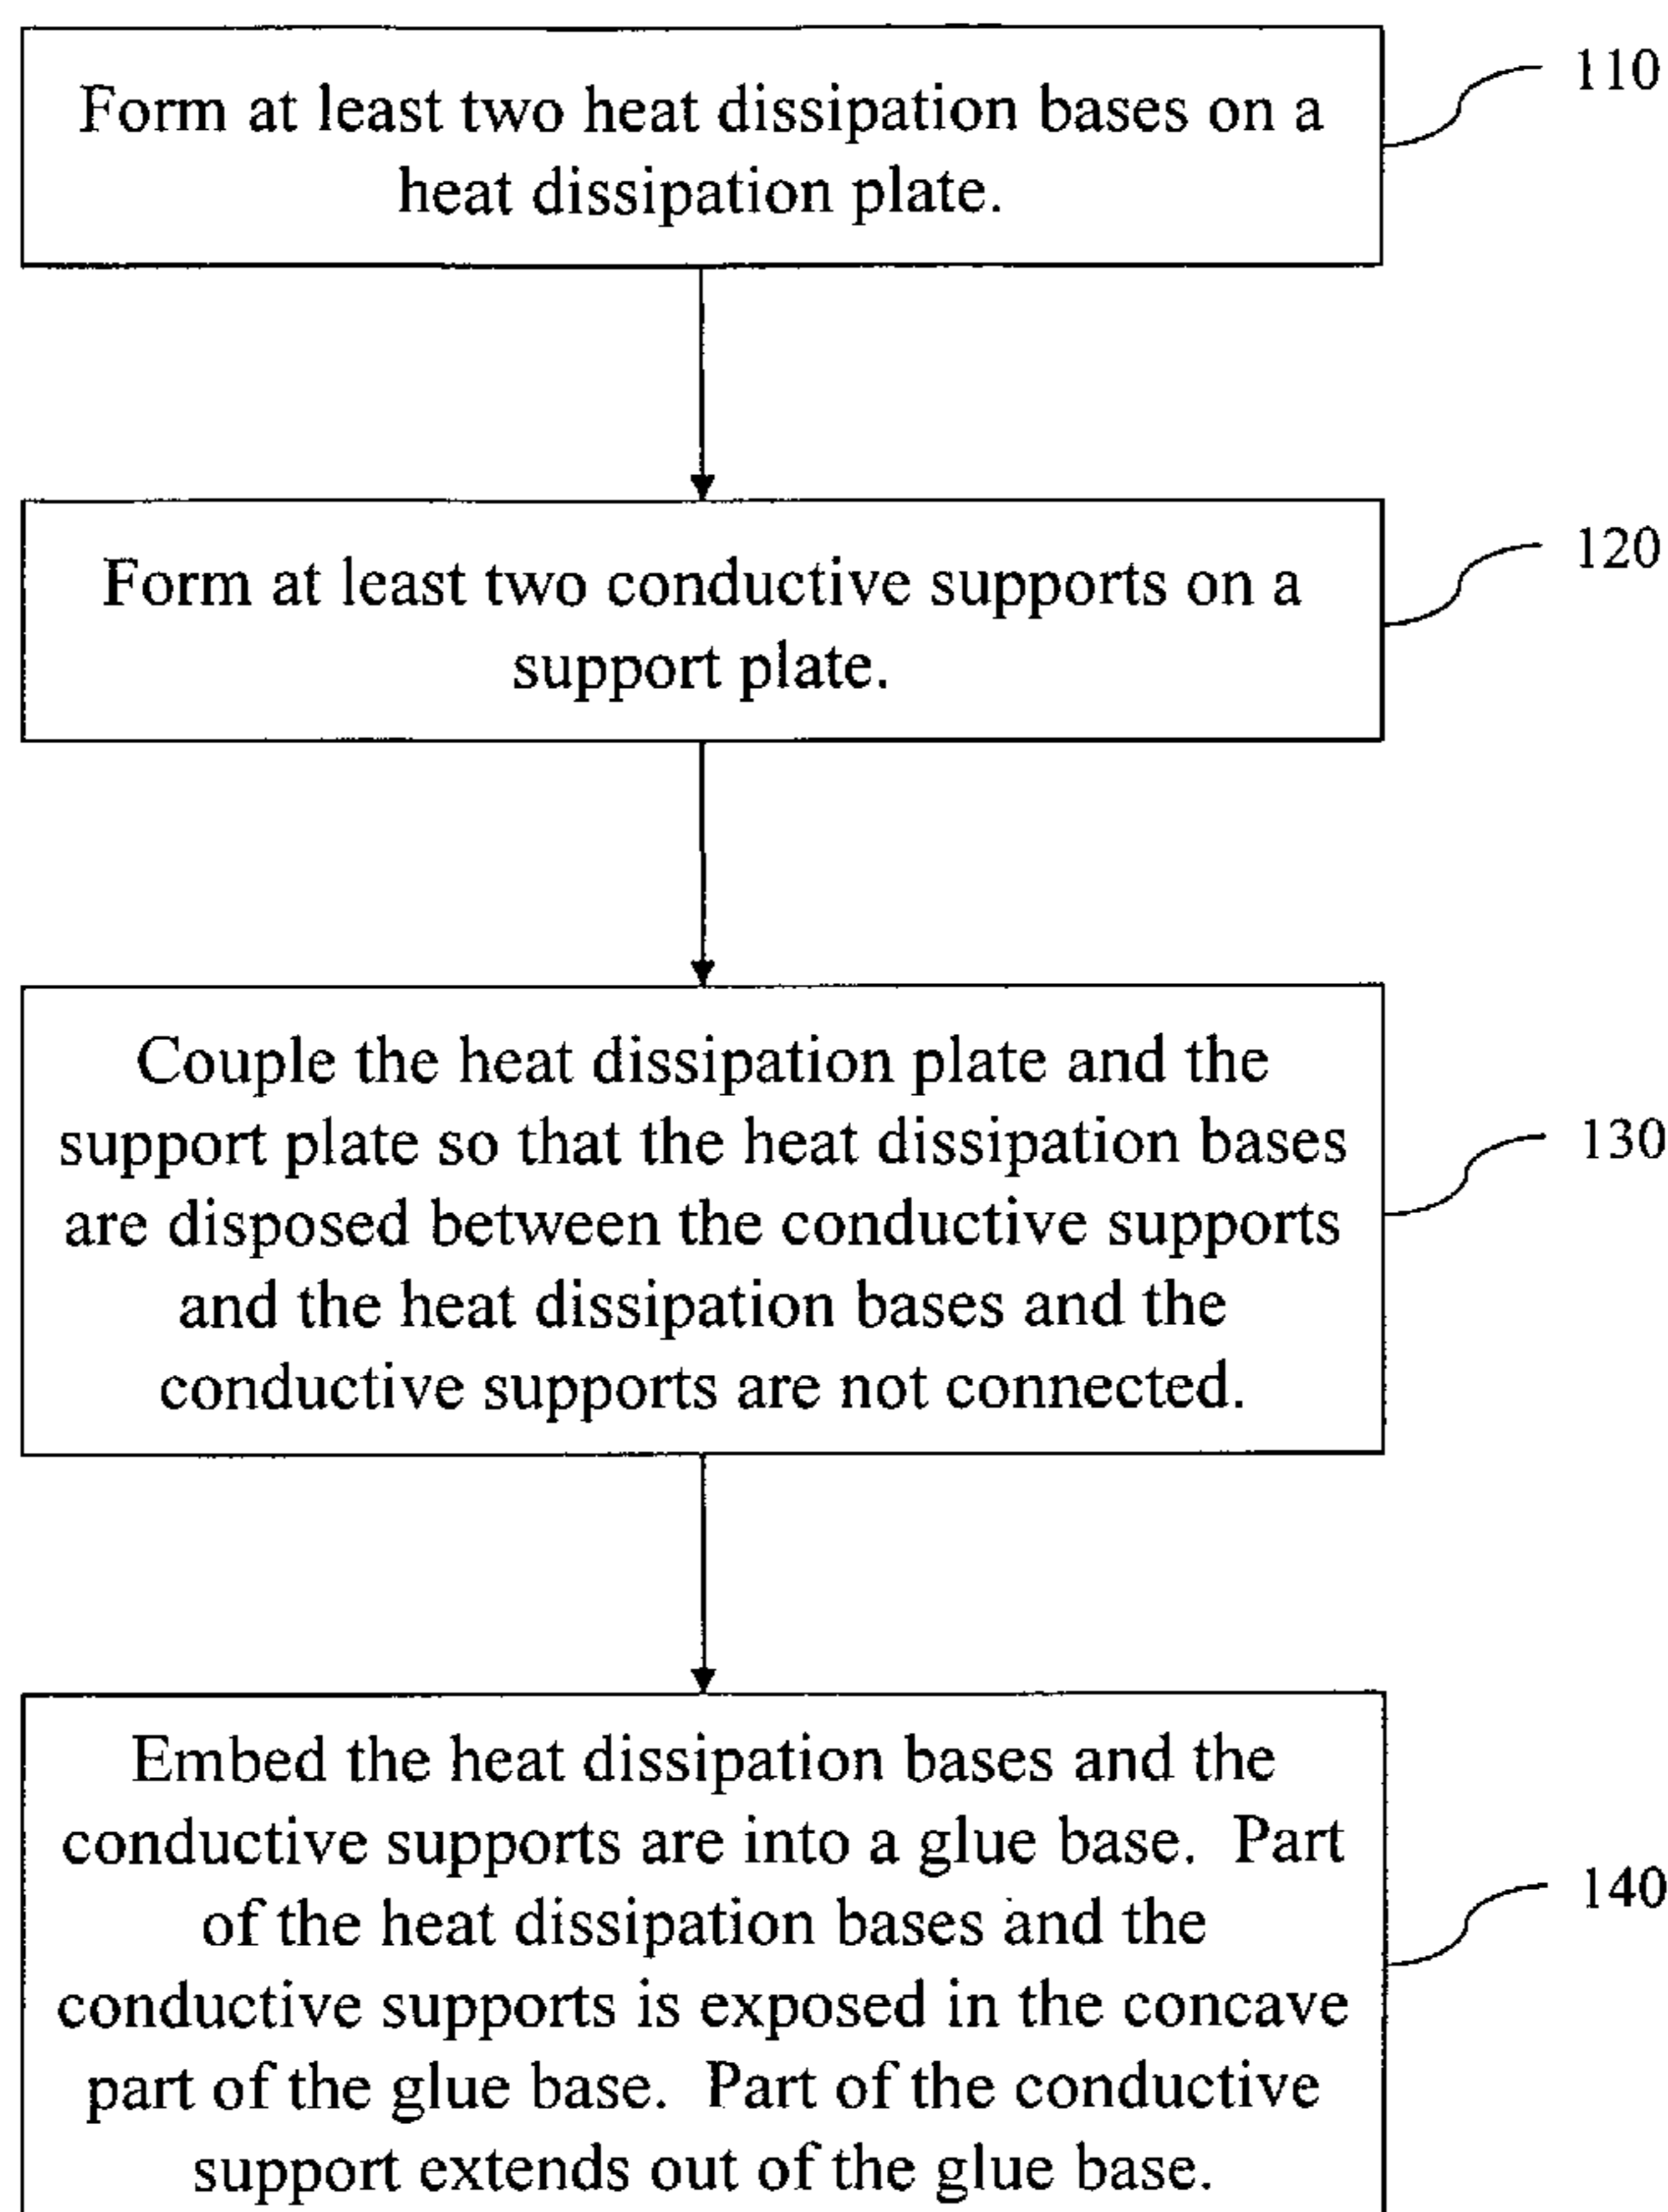 Form at least two heat dissipation bases on a
heat dissipation plate.
110
Form at least two conductive supports on a
support plate.
120
Couple the heat dissipation plate and the
support plate so that the heat dissipation bases
are disposed between the conductive supports
and the heat dissipation bases and the
conductive supports are not connected.
130
Embed the heat dissipation bases and the
conductive supports are into a glue base.  Part
of the heat dissipation bases and the
conductive supports is exposed in the concave
part of the glue base.  Part of the conductive
support extends out of the glue base.
140